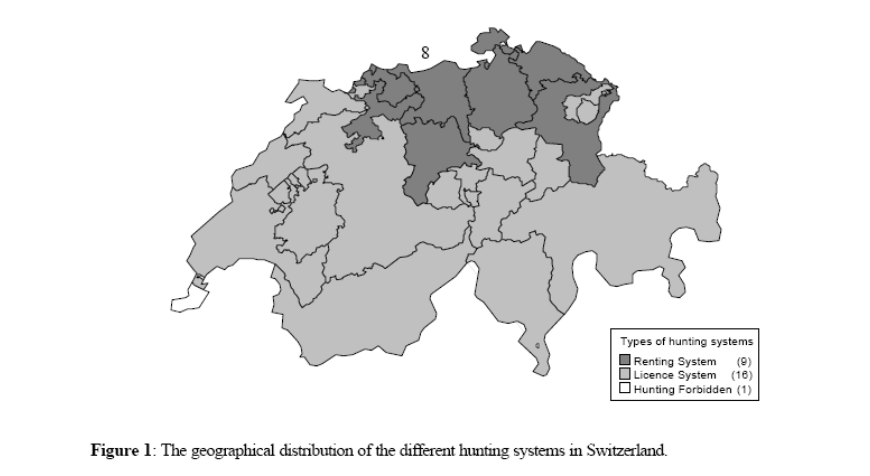 8
Types of hunting systems
Renting System (9)
Licence System (16)
Hunting Forbidden (1)
Figure 1: The geographical distribution of the different hunting systems in Switzerland.